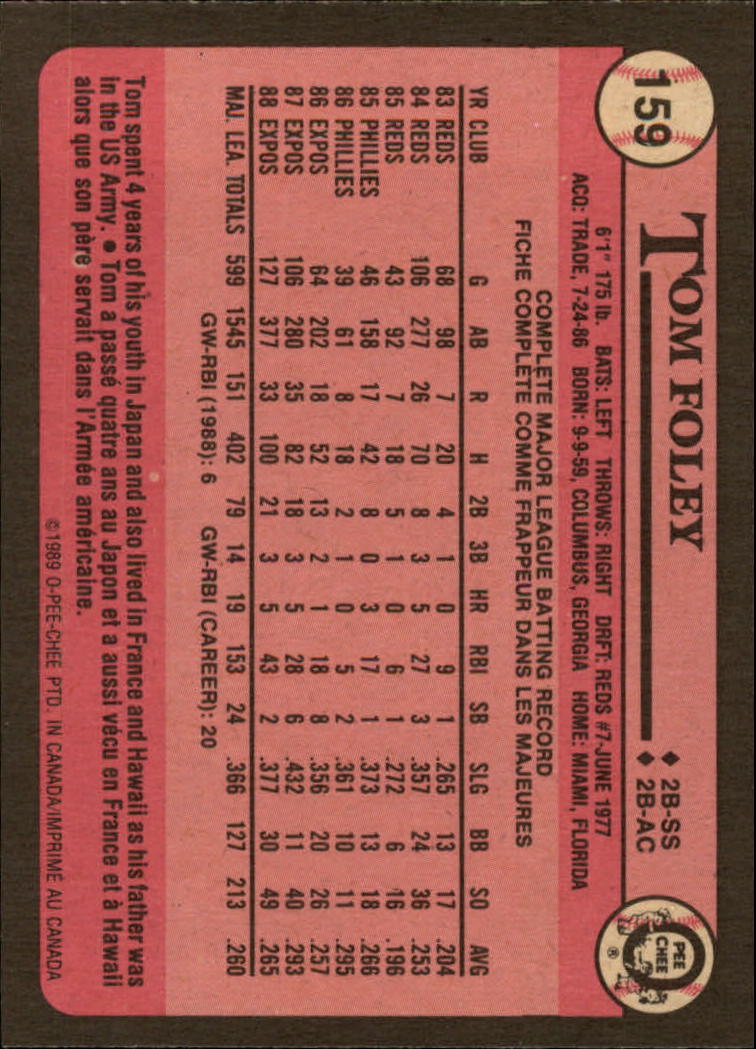 159
TOM FOLEY
♦ 2B-SS
♦ 2B-AC
PEE
CHEE
®
6'1" 175 lb. BATS: LEFT THROWS: RIGHT DRFT: REDS #7-JUNE 1977
ACQ: TRADE, 7-24-86 BORN: 9-9-59, COLUMBUS, GEORGIA HOME: MIAMI, FLORIDA
COMPLETE MAJOR LEAGUE BATTING RECORD
FICHE COMPLÈTE COMME FRAPPEUR DANS LES MAJEURES
YR CLUB G AB R H 2B 3B HR RBI SB SLG BB SO AVG
83 REDS 68 98 7 20 4 1 0 9 1 .265 13 17 .204
84 REDS 106 277 26 70 8 3 5 27 3 .357 24 36 .253
85 REDS 43 92 7 18 5 1 0 6 1 .272 6 16 .196
85 PHILLIES 46 158 17 42 8 0 3 17 1 .373 13 18 .266
86 PHILLIES 39 61 8 18 2 1 0 5 2 .361 10 11 .295
86 EXPOS 64 202 18 52 13 2 1 18 8 .356 20 26 .257
87 EXPOS 106 280 35 82 18 3 5 28 6 .432 11 40 .293
88 EXPOS 127 377 33 100 21 3 5 43 2 .377 30 49 .265
MAJ. LEA. TOTALS 599 1545 151 402 79 14 19 153 24 .366 127 213 .260
GW-RBI (1988): 6 GW-RBI (CAREER): 20
Tom spent 4 years of his youth in Japan and also lived in France and Hawaii as his father was
in the US Army. ● Tom a passé quatre ans au Japon et a aussi vécu en France et à Hawaii
alors que son père servait dans l'Armée américaine.
©1989 O-PEE-CHEE PTD. IN CANADA/IMPRIMÉ AU CANADA